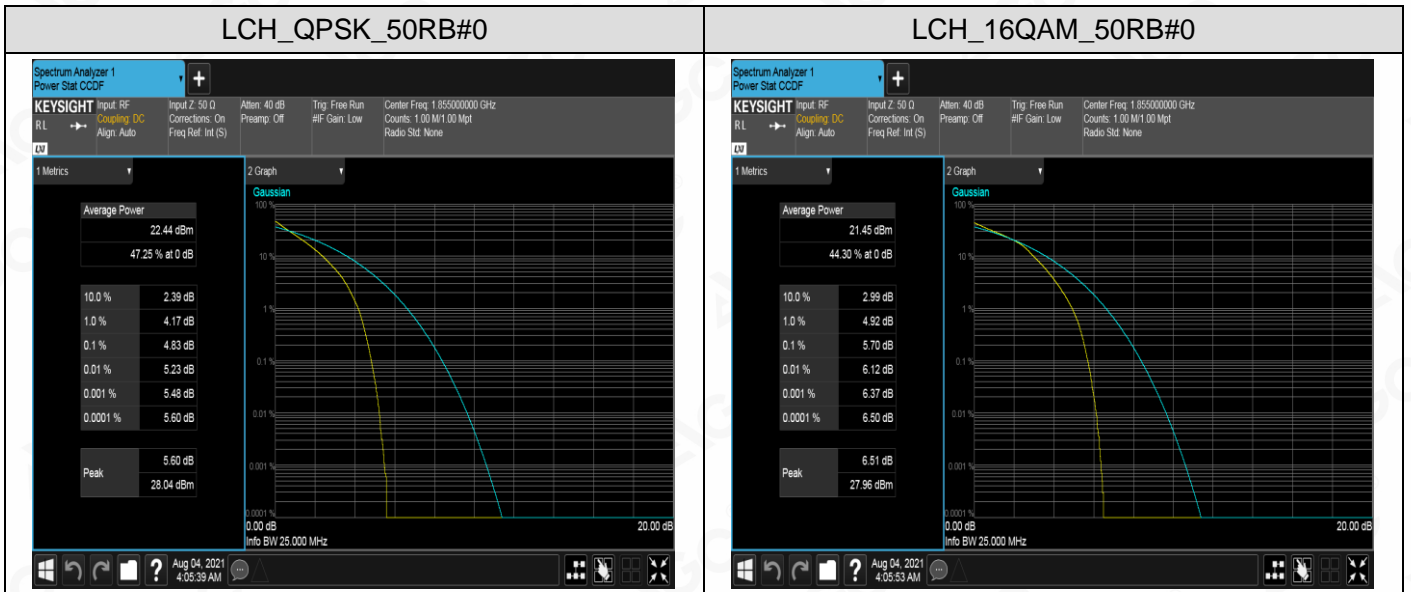 LCH_QPSK_50RB#0
Spectrum Analyzer 1
Power Stat CCDF
KEYSIGHT
RL
LXI
Input: RF
Coupling: DC
Align: Auto
Input Z: 50 Ω
Corrections: On
Freq Ref: Int (S)
Atten: 40 dB
Preamp: Off
Trig: Free Run
#IF Gain: Low
Center Freq: 1.855000000 GHz
Counts: 1.00 M/1.00 Mpt
Radio Std: None
1 Metrics
Average Power
22.44 dBm
47.25 % at 0 dB
10.0 % 2.39 dB
1.0 % 4.17 dB
0.1 % 4.83 dB
0.01 % 5.23 dB
0.001 % 5.48 dB
0.0001 % 5.60 dB
Peak
5.60 dB
28.04 dBm
2 Graph
Gaussian
100 %
10 %
1 %
0.1 %
0.01 %
0.001 %
0.0001 %
0.00 dB 20.00 dB
Info BW 25.000 MHz
Aug 04, 2021
4:05:39 AM
LCH_16QAM_50RB#0
Spectrum Analyzer 1
Power Stat CCDF
KEYSIGHT
RL
LXI
Input: RF
Coupling: DC
Align: Auto
Input Z: 50 Ω
Corrections: On
Freq Ref: Int (S)
Atten: 40 dB
Preamp: Off
Trig: Free Run
#IF Gain: Low
Center Freq: 1.855000000 GHz
Counts: 1.00 M/1.00 Mpt
Radio Std: None
1 Metrics
Average Power
21.45 dBm
44.30 % at 0 dB
10.0 % 2.99 dB
1.0 % 4.92 dB
0.1 % 5.70 dB
0.01 % 6.12 dB
0.001 % 6.37 dB
0.0001 % 6.50 dB
Peak
6.51 dB
27.96 dBm
2 Graph
Gaussian
100 %
10 %
1 %
0.1 %
0.01 %
0.001 %
0.0001 %
0.00 dB 20.00 dB
Info BW 25.000 MHz
Aug 04, 2021
4:05:53 AM